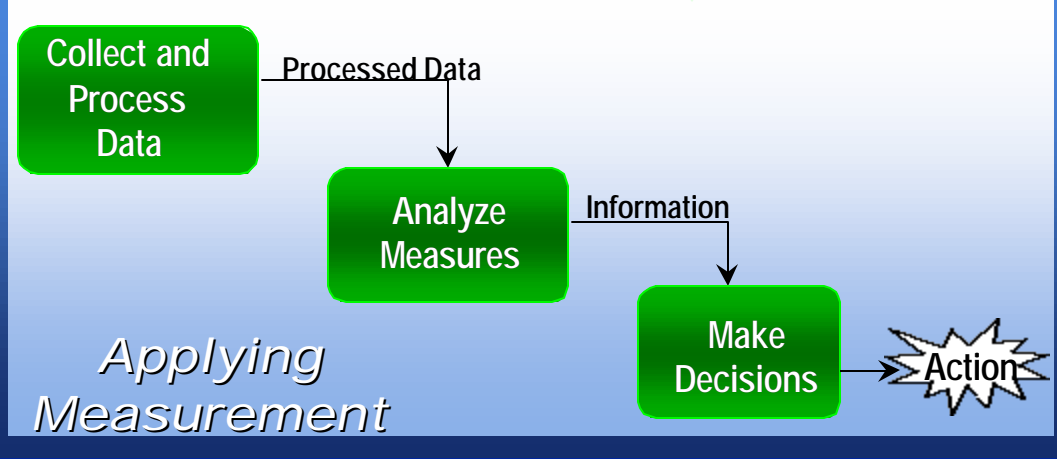 Collect and
Process
Data
Processed Data
Analyze
Measures
Information
Make
Decisions
Action
Applying
Measurement